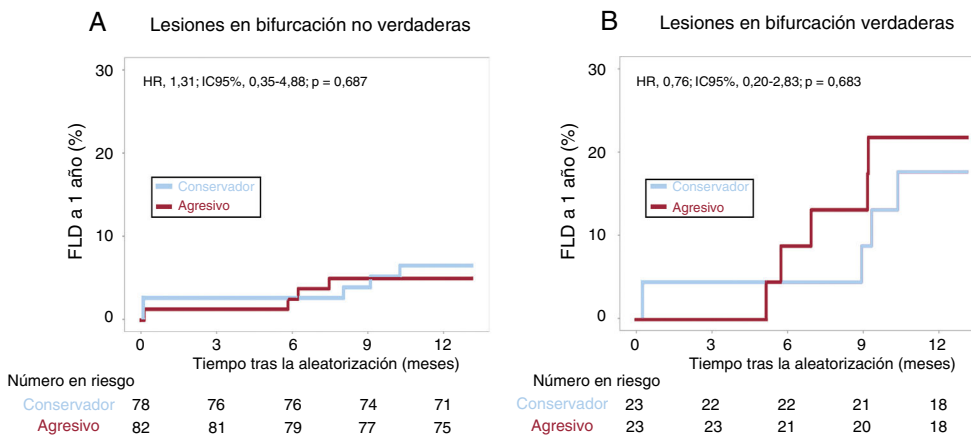 A
Lesiones en bifurcación no verdaderas
30
HR, 1,31; IC95%, 0,35-4,88; p = 0,687
20
FLD a 1 año (%)
Conservador
Agresivo
10
0
0 3 6 9 12
Tiempo tras la aleatorización (meses)
Número en riesgo
Conservador 78 76 76 74 71
Agresivo 82 81 79 77 75
B
Lesiones en bifurcación verdaderas
30
HR, 0,76; IC95%, 0,20-2,83; p = 0,683
20
FLD a 1 año (%)
Conservador
Agresivo
10
0
0 3 6 9 12
Tiempo tras la aleatorización (meses)
Número en riesgo
Conservador 23 22 22 21 18
Agresivo 23 23 21 20 18